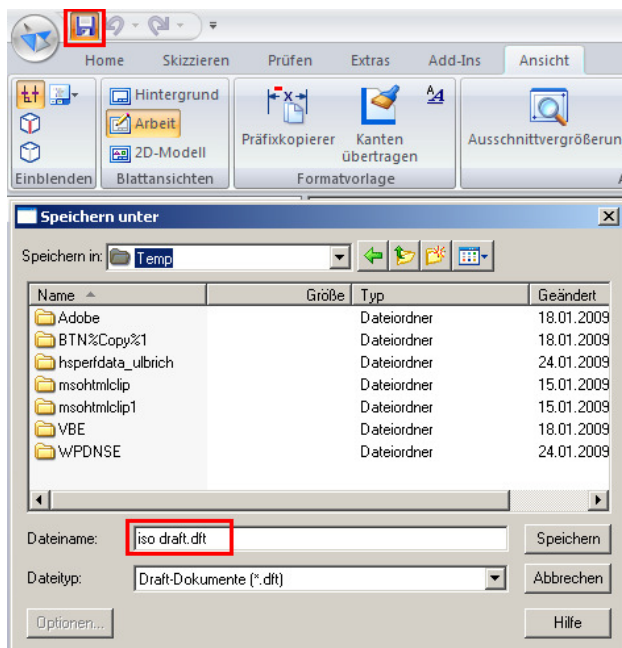 Home Skizzieren Prüfen Extras Add-Ins Ansicht
Hintergrund
Arbeit
2D-Modell
Präfixkopierer Kanten übertragen
Ausschnittvergrößerun
Einblenden Blattansichten Formatvorlage
Speichern unter
Speichern in: Temp
Name Größe Typ Geändert
Adobe Dateiordner 18.01.2009
BTN%Copy%1 Dateiordner 18.01.2009
hsperfdata_ulbrich Dateiordner 24.01.2009
msohtmlclip Dateiordner 15.01.2009
msohtmlclip1 Dateiordner 15.01.2009
VBE Dateiordner 18.01.2009
WPDNSE Dateiordner 24.01.2009
Dateiname: iso draft.dft Speichern
Dateityp: Draft-Dokumente (*.dft) Abbrechen
Optionen... Hilfe